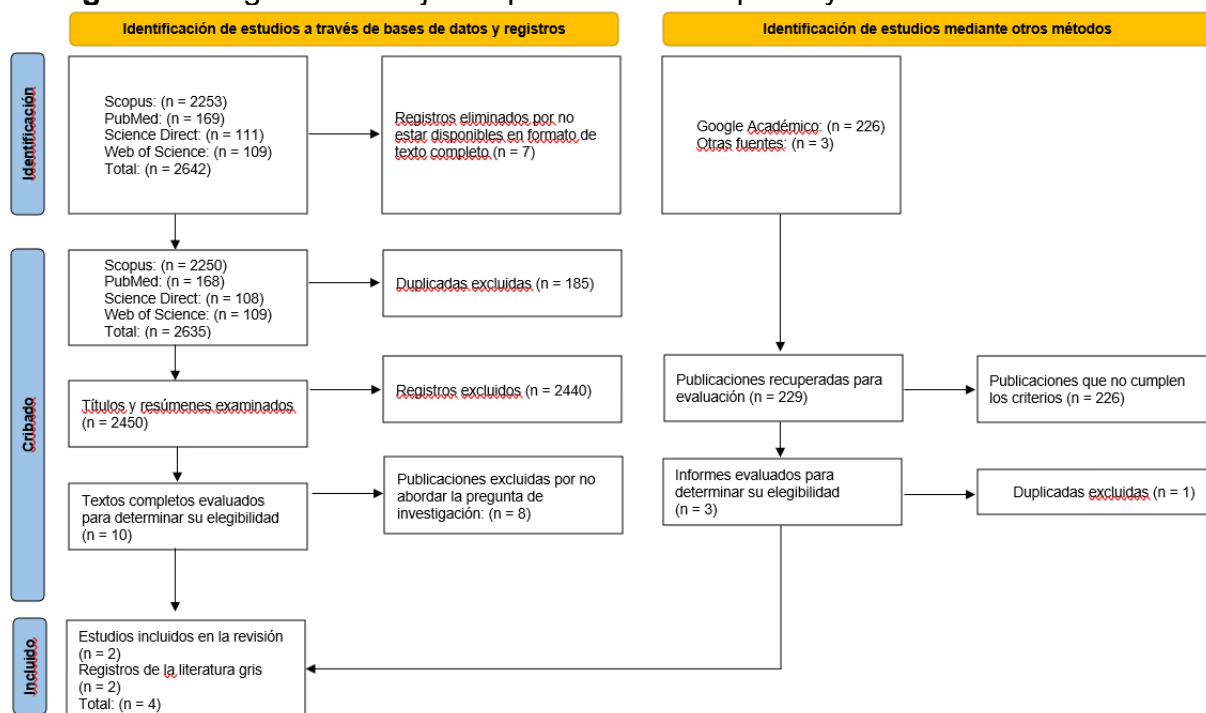 Identificación de estudios a través de bases de datos y registros
Identificación de estudios mediante otros métodos
Identificación
Scopus: (n = 2253)
PubMed: (n = 169)
Science Direct: (n = 111)
Web of Science: (n = 109)
Total: (n = 2642)
Registros eliminados por no
estar disponibles en formato de
texto completo (n = 7)
Google Académico: (n = 226)
Otras fuentes: (n = 3)
Cribado
Scopus: (n = 2250)
PubMed: (n = 168)
Science Direct: (n = 108)
Web of Science: (n = 109)
Total: (n = 2635)
Duplicadas excluidas (n = 185)
Títulos y resúmenes examinados
(n = 2450)
Registros excluidos (n = 2440)
Publicaciones recuperadas para
evaluación (n = 229)
Publicaciones que no cumplen
los criterios (n = 226)
Textos completos evaluados
para determinar su elegibilidad
(n = 10)
Publicaciones excluidas por no
abordar la pregunta de
investigación: (n = 8)
Informes evaluados para
determinar su elegibilidad
(n = 3)
Duplicadas excluidas (n = 1)
Incluido
Estudios incluidos en la revisión
(n = 2)
Registros de la literatura gris
(n = 2)
Total: (n = 4)